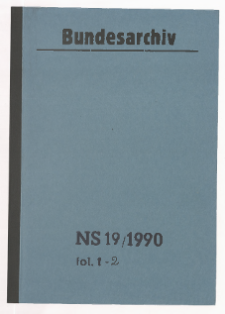 Bundesarchiv
NS 19/1990
fol. 1-2